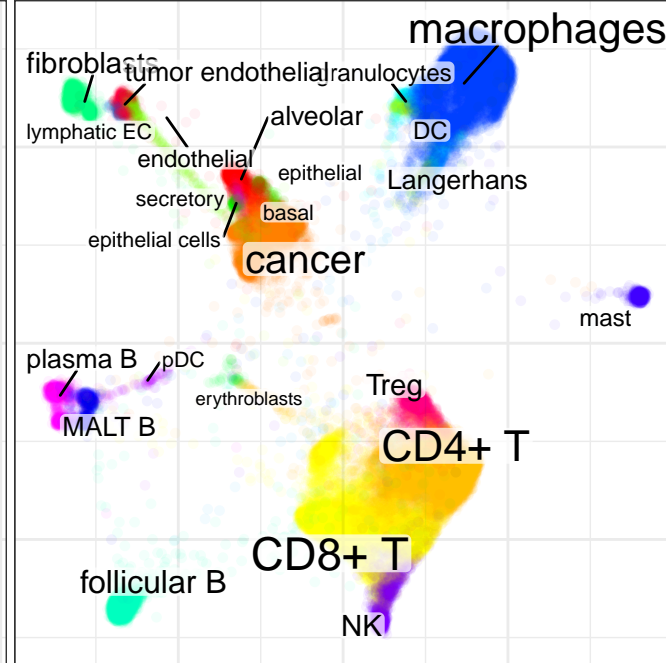 macrophages
fibroblasts
tumor endothelial
granulocytes
lymphatic EC
alveolar
DC
endothelial
epithelial
Langerhans
secretory
basal
epithelial cells
cancer
mast
plasma B
pDC
Treg
erythroblasts
MALT B
CD4+ T
CD8+ T
follicular B
NK